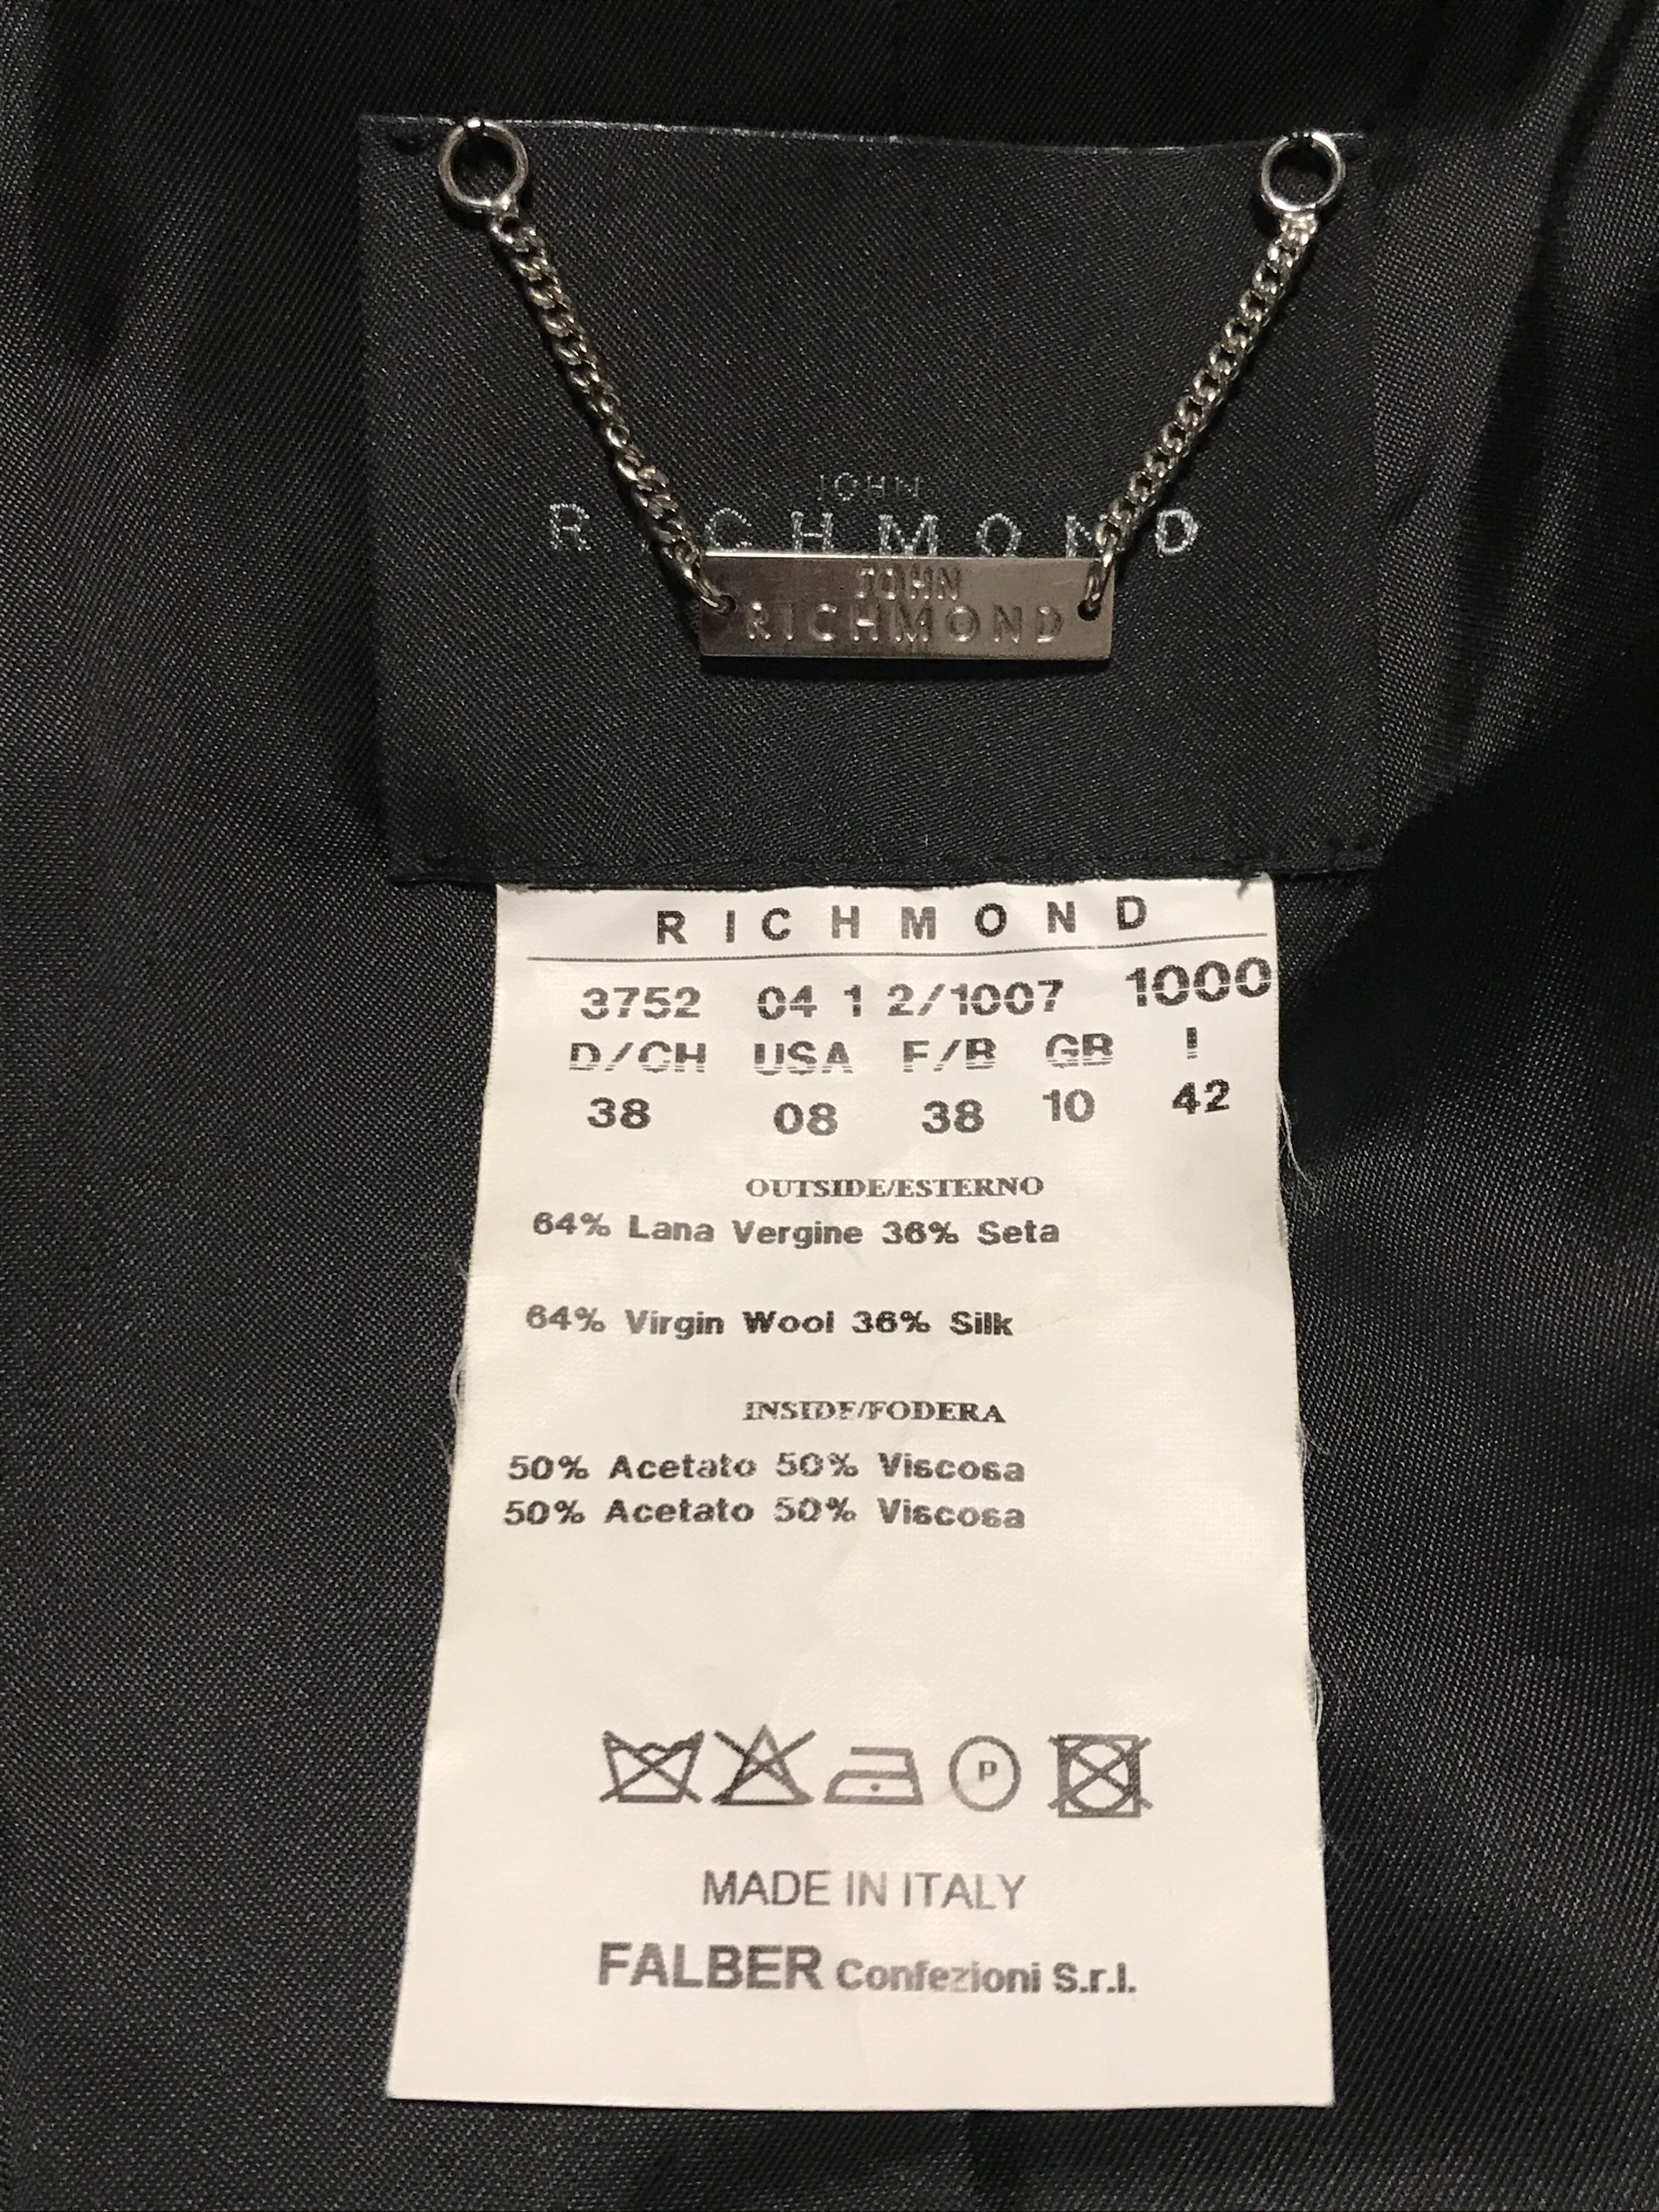 JOHN
RICHMOND
JOHN
RICHMOND
RICHMOND
3752 04 1 2/1007 1000
D/CH USA F/B GB I
38 08 38 10 42
OUTSIDE/ESTERNO
64% Lana Vergine 36% Seta
64% Virgin Wool 36% Silk
INSIDE/FODERA
50% Acetato 50% Viscosa
50% Acetato 50% Viscosa
P
MADE IN ITALY
FALBER Confezioni S.r.l.